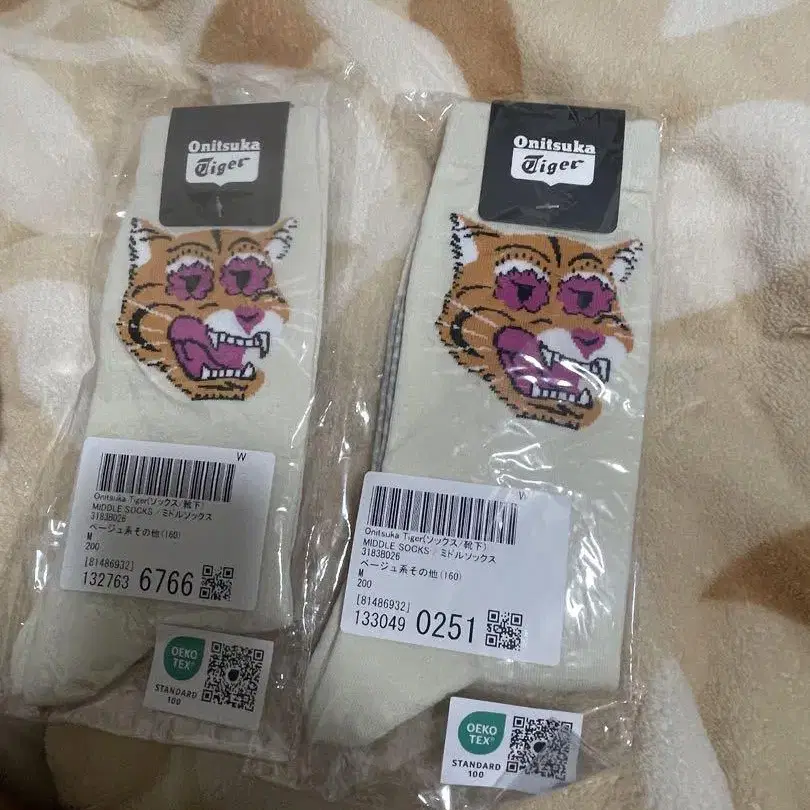 Onitsuka
Tiger
W
Onitsuka Tiger(ソックス/靴下)
MIDDLE SOCKS / ミドルソックス
3183B026
ベージュ系その他(160)
M
200
[81486932]
132763 6766
OEKO
TEX®
STANDARD
100
Onitsuka
Tiger
W
Onitsuka Tiger(ソックス/靴下)
MIDDLE SOCKS / ミドルソックス
3183B026
ベージュ系その他(160)
M
200
[81486932]
133049 0251
OEKO
TEX®
STANDARD
100